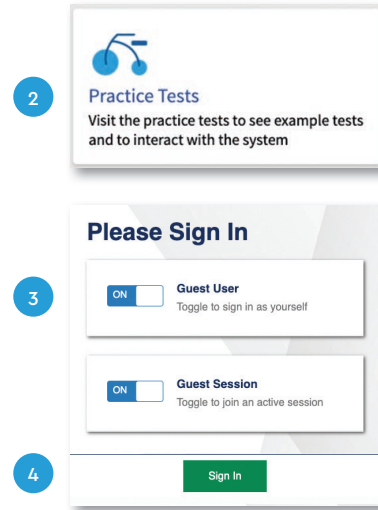 2
Practice Tests
Visit the practice tests to see example tests
and to interact with the system
Please Sign In
3
ON
Guest User
Toggle to sign in as yourself
ON
Guest Session
Toggle to join an active session
4
Sign In